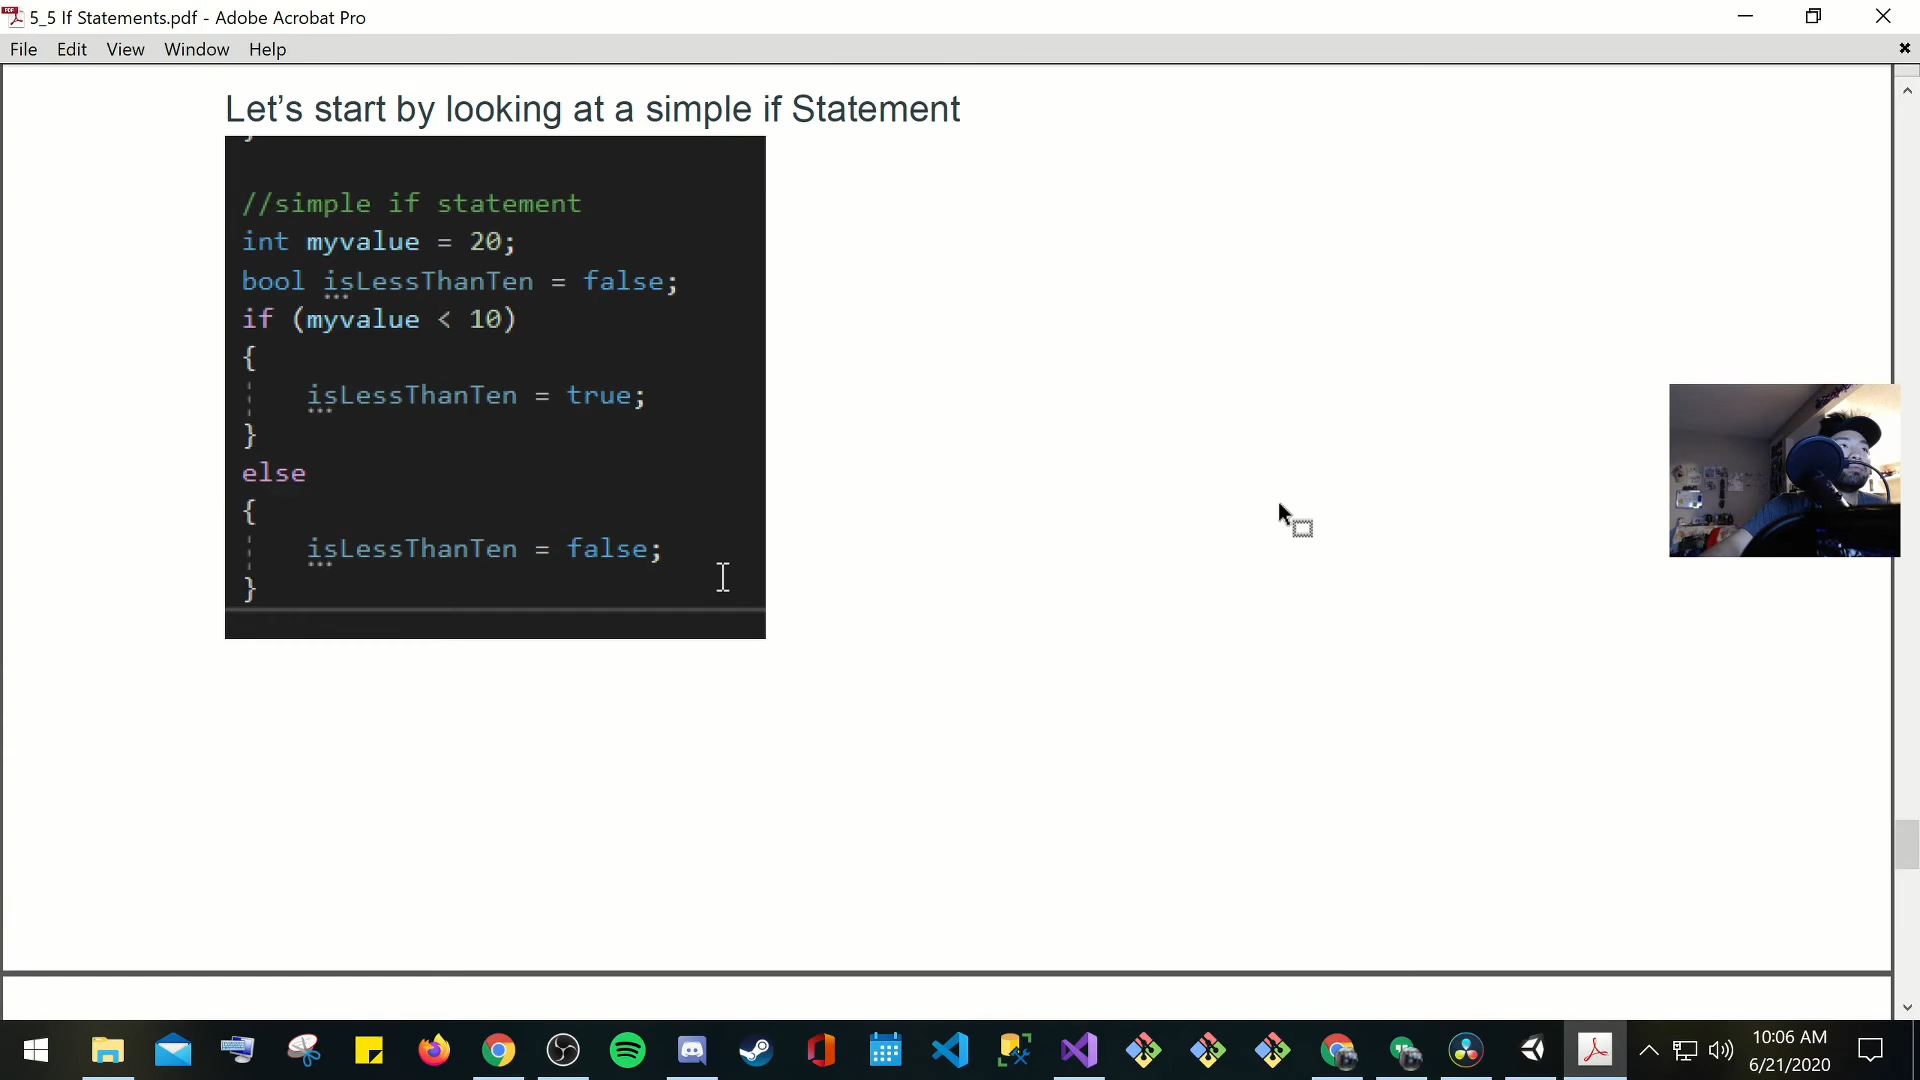 5_5 If Statements.pdf - Adobe Acrobat Pro
File Edit View Window Help
Let's start by looking at a simple if Statement
}
//simple if statement
int myvalue = 20;
bool isLessThanTen = false;
if (myvalue < 10)
{
isLessThanTen = true;
}
else
{
isLessThanTen = false;
}
10:06 AM
6/21/2020